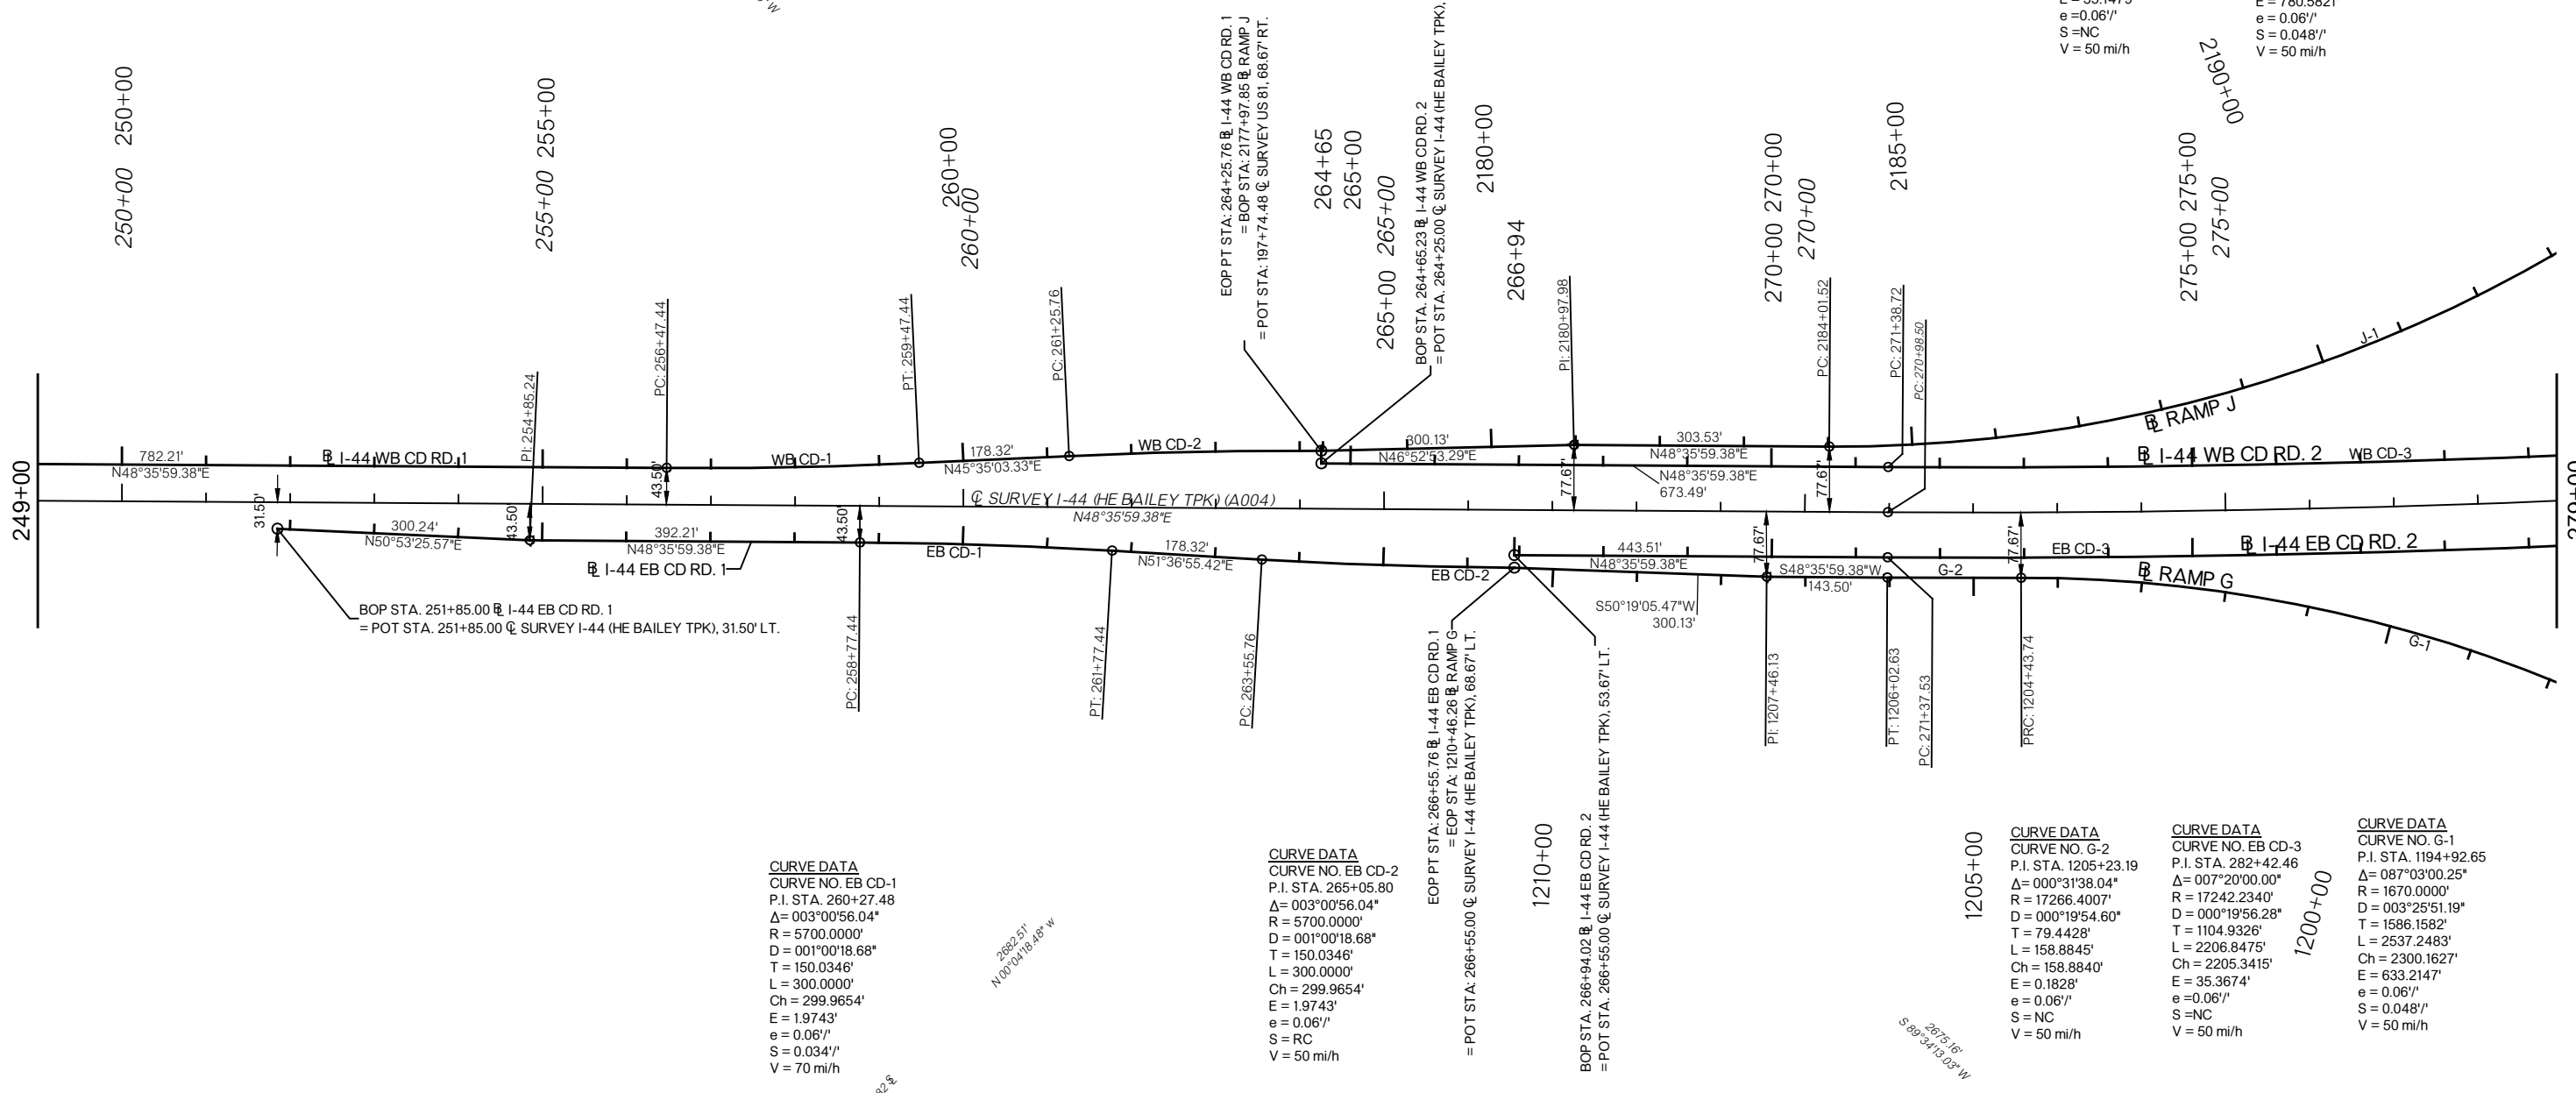 E = 780.5821'
e =0.06'/'
S =NC
V = 50 mi/h
e = 0.06'/'
S = 0.048'/'
V = 50 mi/h
2190+00
250+00 250+00
255+00 255+00
260+00
260+00
EOP PT STA: 264+25.76 BL I-44 WB CD RD. 1
= BOP STA: 2177+97.85 BL RAMP J
= POT STA: 197+74.48 CL SURVEY US 81, 68.67' RT.
264+65
265+00
265+00 265+00
BOP STA. 264+65.23 BL I-44 WB CD RD. 2
= POT STA. 264+25.00 CL SURVEY I-44 (HE BAILEY TPK),
2180+00
266+94
270+00 270+00
270+00
2185+00
275+00 275+00
275+00
249+00
279+00
PI: 254+85.24
PC: 256+47.44
PT: 259+47.44
PC: 261+25.76
PI: 2180+97.98
PC: 2184+01.52
PC: 271+38.72
PC: 270+98.50
J-1
BL RAMP J
782.21'
N48°35'59.38"E
BL I-44 WB CD RD. 1
WB CD-1
178.32'
N45°35'03.33"E
WB CD-2
300.13'
N46°52'53.29"E
303.53'
N48°35'59.38"E
N48°35'59.38"E
673.49'
BL I-44 WB CD RD. 2
WB CD-3
31.50'
43.50'
43.50'
43.50'
77.67'
77.67'
77.67'
77.67'
CL SURVEY I-44 (HE BAILEY TPK) (A004)
N48°35'59.38"E
300.24'
N50°53'25.57"E
392.21'
N48°35'59.38"E
BL I-44 EB CD RD. 1
EB CD-1
178.32'
N51°36'55.42"E
EB CD-2
443.51'
N48°35'59.38"E
S48°35'59.38"W
143.50'
G-2
EB CD-3
BL I-44 EB CD RD. 2
BL RAMP G
G-1
S50°19'05.47"W
300.13'
BOP STA. 251+85.00 BL I-44 EB CD RD. 1
= POT STA. 251+85.00 CL SURVEY I-44 (HE BAILEY TPK), 31.50' LT.
PC: 258+77.44
PT: 261+77.44
PC: 263+55.76
EOP PT STA: 266+55.76 BL I-44 EB CD RD. 1
= EOP STA: 1210+46.26 BL RAMP G
= POT STA: 266+55.00 CL SURVEY I-44 (HE BAILEY TPK), 68.67' LT.
BOP STA. 266+94.02 BL I-44 EB CD RD. 2
= POT STA. 266+55.00 CL SURVEY I-44 (HE BAILEY TPK), 53.67' LT.
PI: 1207+46.13
PT: 1206+02.63
PC: 271+37.53
PRC: 1204+43.74
1210+00
1205+00
1200+00
CURVE DATA
CURVE NO. EB CD-1
P.I. STA. 260+27.48
Δ= 003°00'56.04"
R = 5700.0000'
D = 001°00'18.68"
T = 150.0346'
L = 300.0000'
Ch = 299.9654'
E = 1.9743'
e = 0.06'/'
S = 0.034'/'
V = 70 mi/h
2682.51'
N 00°04'18.48" w
CURVE DATA
CURVE NO. EB CD-2
P.I. STA. 265+05.80
Δ= 003°00'56.04"
R = 5700.0000'
D = 001°00'18.68"
T = 150.0346'
L = 300.0000'
Ch = 299.9654'
E = 1.9743'
e = 0.06'/'
S = RC
V = 50 mi/h
2675.16'
S 89°34'13.03" W
CURVE DATA
CURVE NO. G-2
P.I. STA. 1205+23.19
Δ= 000°31'38.04"
R = 17266.4007'
D = 000°19'54.60"
T = 79.4428'
L = 158.8845'
Ch = 158.8840'
E = 0.1828'
e = 0.06'/'
S = NC
V = 50 mi/h
CURVE DATA
CURVE NO. EB CD-3
P.I. STA. 282+42.46
Δ= 007°20'00.00"
R = 17242.2340'
D = 000°19'56.28"
T = 1104.9326'
L = 2206.8475'
Ch = 2205.3415'
E = 35.3674'
e =0.06'/'
S =NC
V = 50 mi/h
CURVE DATA
CURVE NO. G-1
P.I. STA. 1194+92.65
Δ= 087°03'00.25"
R = 1670.0000'
D = 003°25'51.19"
T = 1586.1582'
L = 2537.2483'
Ch = 2300.1627'
E = 633.2147'
e = 0.06'/'
S = 0.048'/'
V = 50 mi/h